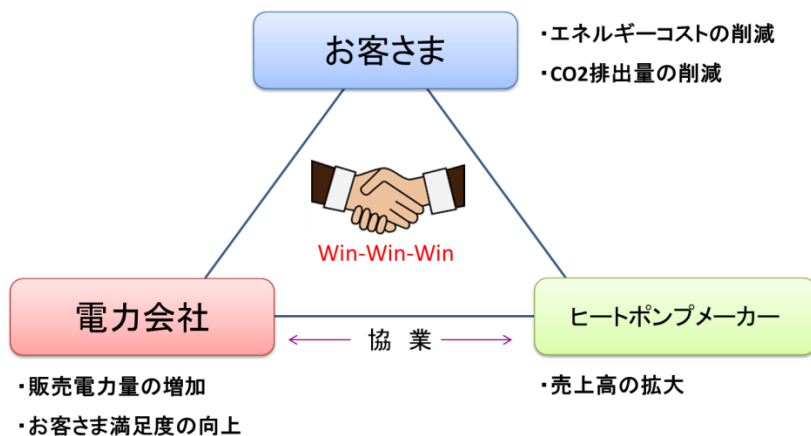 お客さま
・エネルギーコストの削減
・CO2排出量の削減
Win-Win-Win
電力会社
ヒートポンプメーカー
協 業
・販売電力量の増加
・お客さま満足度の向上
・売上高の拡大